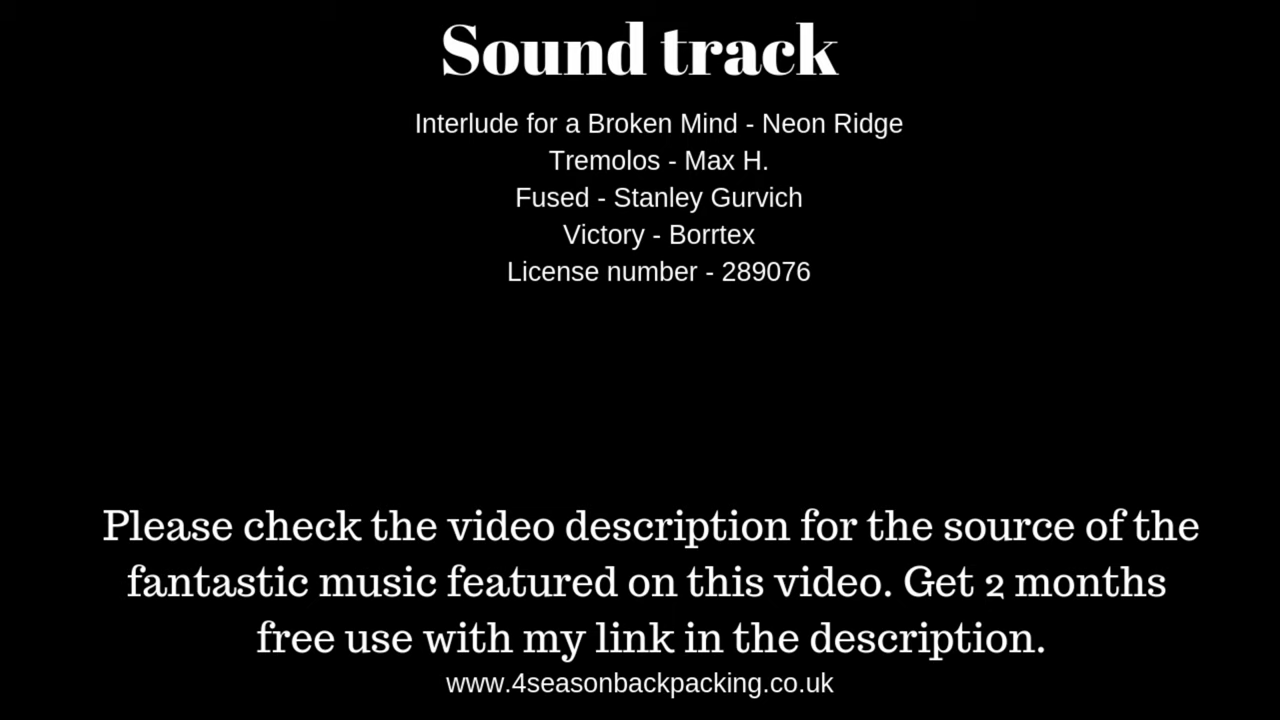 Sound track
Interlude for a Broken Mind - Neon Ridge
Tremolos - Max H.
Fused - Stanley Gurvich
Victory - Borrtex
License number - 289076
Please check the video description for the source of the
fantastic music featured on this video. Get 2 months
free use with my link in the description.
www.4seasonbackpacking.co.uk